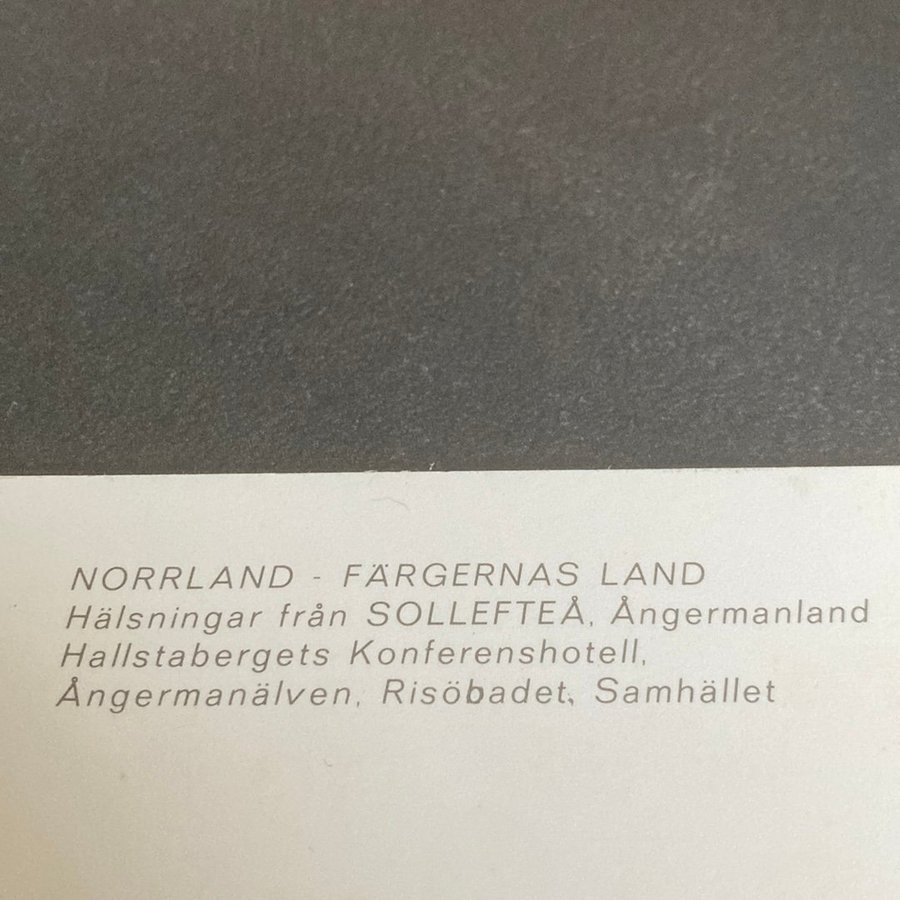 NORRLAND - FÄRGERNAS LAND
Hälsningar från SOLLEFTEÅ, Ångermanland
Hallstabergets Konferenshotell,
Ångermanälven, Risöbadet, Samhället